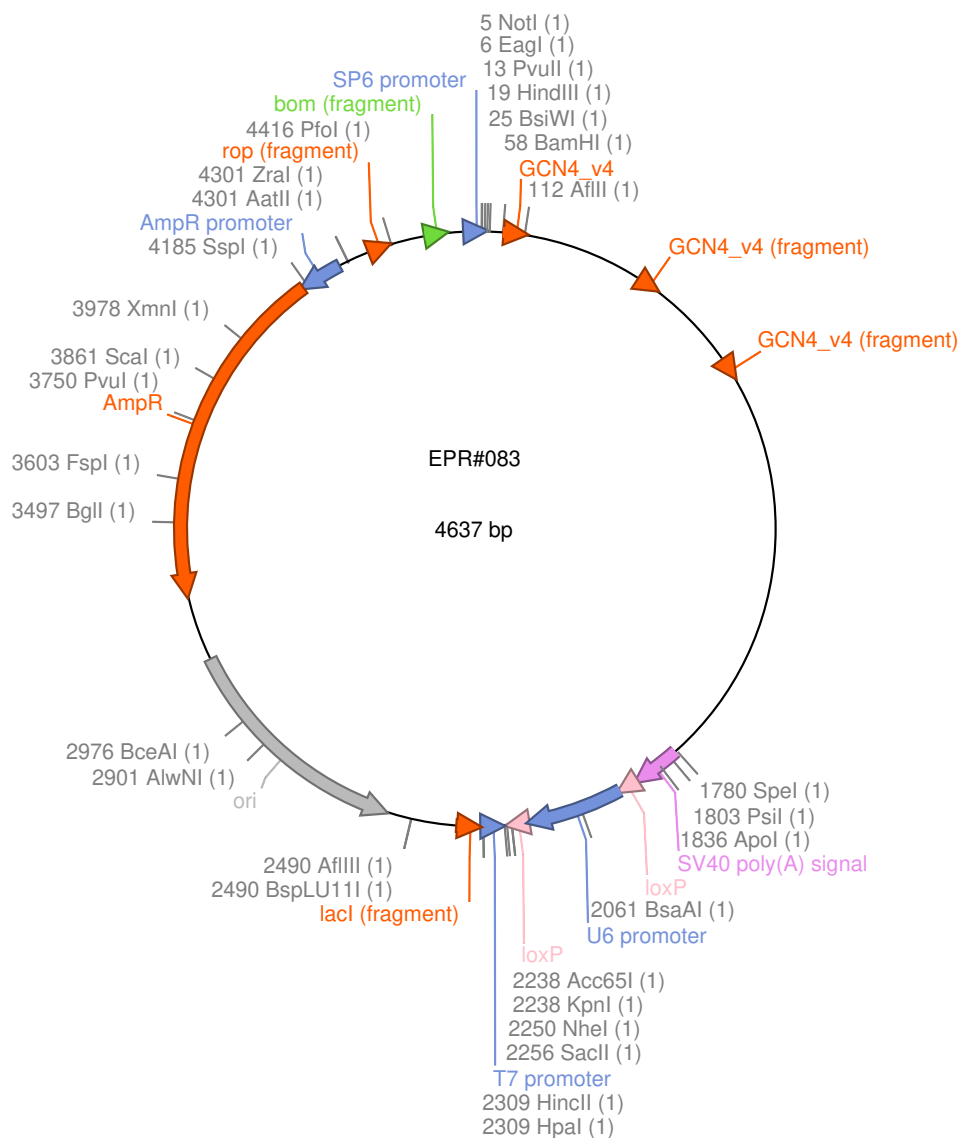 5 NotI (1)
6 EagI (1)
13 PvuII (1)
SP6 promoter
19 HindIII (1)
bom (fragment)
25 BsiWI (1)
4416 PfoI (1)
58 BamHI (1)
rop (fragment)
GCN4_v4
4301 ZraI (1)
112 AflII (1)
4301 AatII (1)
AmpR promoter
4185 SspI (1)
GCN4_v4 (fragment)
3978 XmnI (1)
GCN4_v4 (fragment)
3861 ScaI (1)
3750 PvuI (1)
AmpR
EPR#083
3603 FspI (1)
3497 BglI (1)
4637 bp
2976 BceAI (1)
2901 AlwNI (1)
ori
1780 SpeI (1)
1803 PsiI (1)
1836 ApoI (1)
SV40 poly(A) signal
2490 AflIII (1)
2490 BspLU11I (1)
loxP
lacI (fragment)
2061 BsaAI (1)
U6 promoter
loxP
2238 Acc65I (1)
2238 KpnI (1)
2250 NheI (1)
2256 SacII (1)
T7 promoter
2309 HincII (1)
2309 HpaI (1)